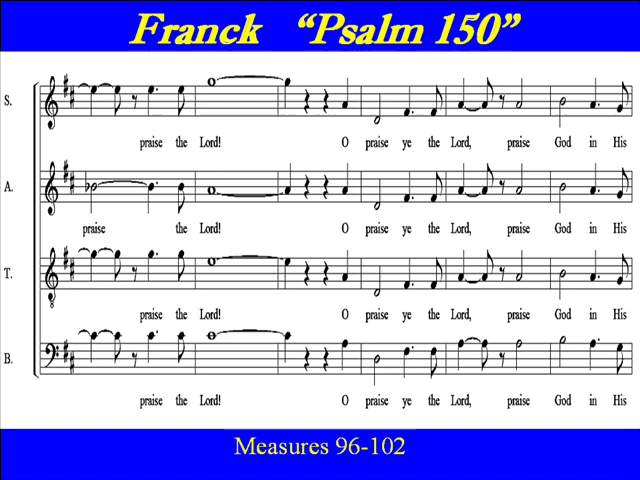 Franck “Psalm 150”
S.
praise the Lord! O praise ye the Lord, praise God in His
A.
praise the Lord! O praise ye the Lord, praise God in His
T.
praise the Lord! O praise ye the Lord, praise God in His
B.
praise the Lord! O praise ye the Lord, praise God in His
Measures 96-102